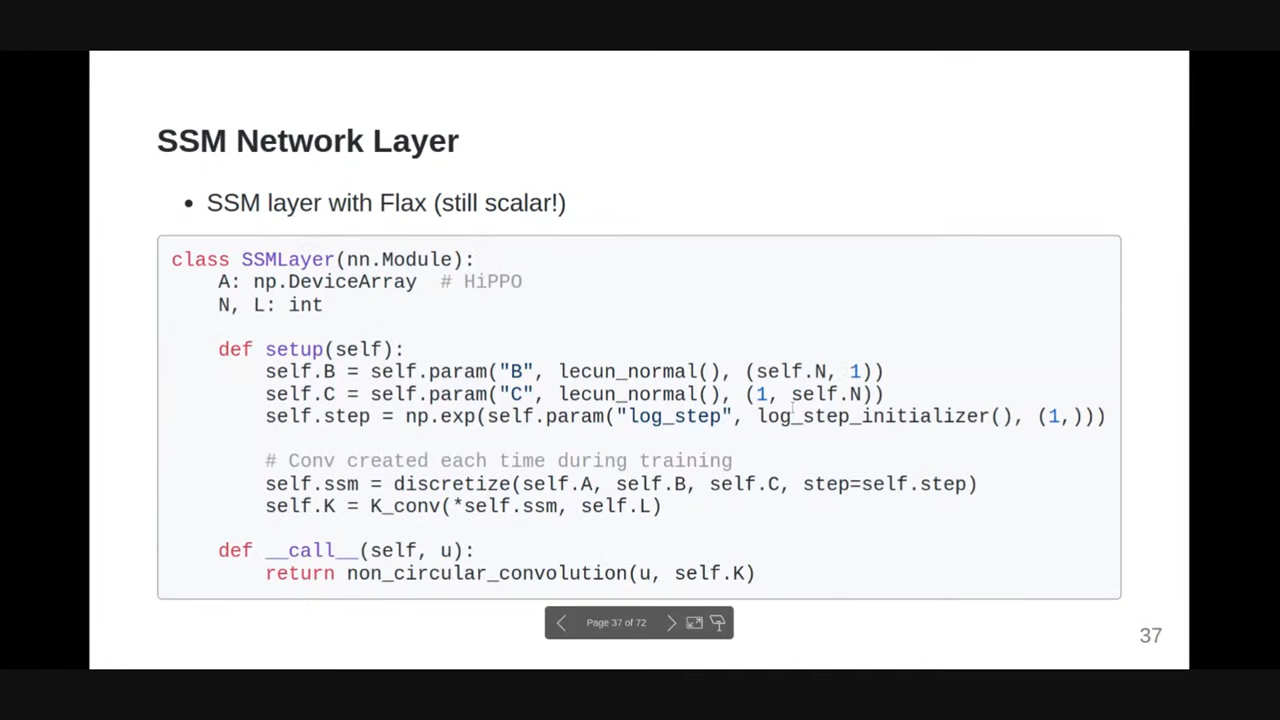 SSM Network Layer
• SSM layer with Flax (still scalar!)
class SSMLayer(nn.Module):
    A: np.DeviceArray  # HiPPO
    N, L: int
    def setup(self):
        self.B = self.param("B", lecun_normal(), (self.N, 1))
        self.C = self.param("C", lecun_normal(), (1, self.N))
        self.step = np.exp(self.param("log_step", log_step_initializer(), (1,)))
        # Conv created each time during training
        self.ssm = discretize(self.A, self.B, self.C, step=self.step)
        self.K = K_conv(*self.ssm, self.L)
    def __call__(self, u):
        return non_circular_convolution(u, self.K)
Page 37 of 72
37